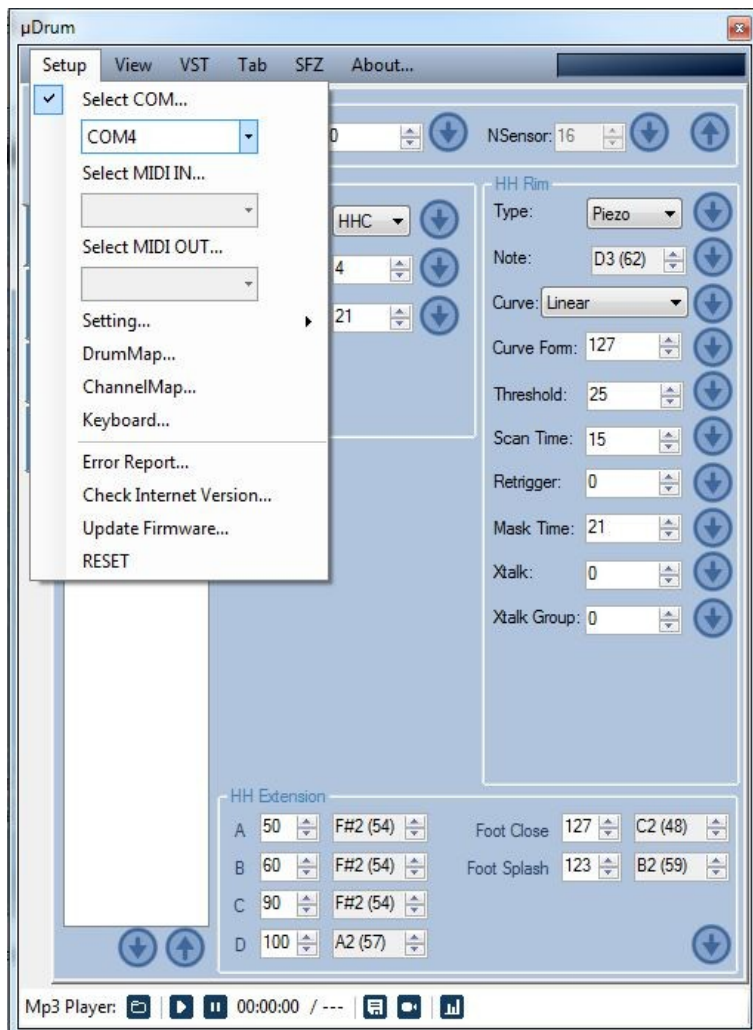 µDrum
Setup View VST Tab SFZ About...
Select COM...
COM4
Select MIDI IN...
Select MIDI OUT...
Setting...
DrumMap...
ChannelMap...
Keyboard...
Error Report...
Check Internet Version...
Update Firmware...
RESET
0 NSensor: 16
HHC
4
21
HH Rim
Type: Piezo
Note: D3 (62)
Curve: Linear
Curve Form: 127
Threshold: 25
Scan Time: 15
Retrigger: 0
Mask Time: 21
Xtalk: 0
Xtalk Group: 0
HH Extension
A 50 F#2 (54) Foot Close 127 C2 (48)
B 60 F#2 (54) Foot Splash 123 B2 (59)
C 90 F#2 (54)
D 100 A2 (57)
Mp3 Player: 00:00:00 / ---